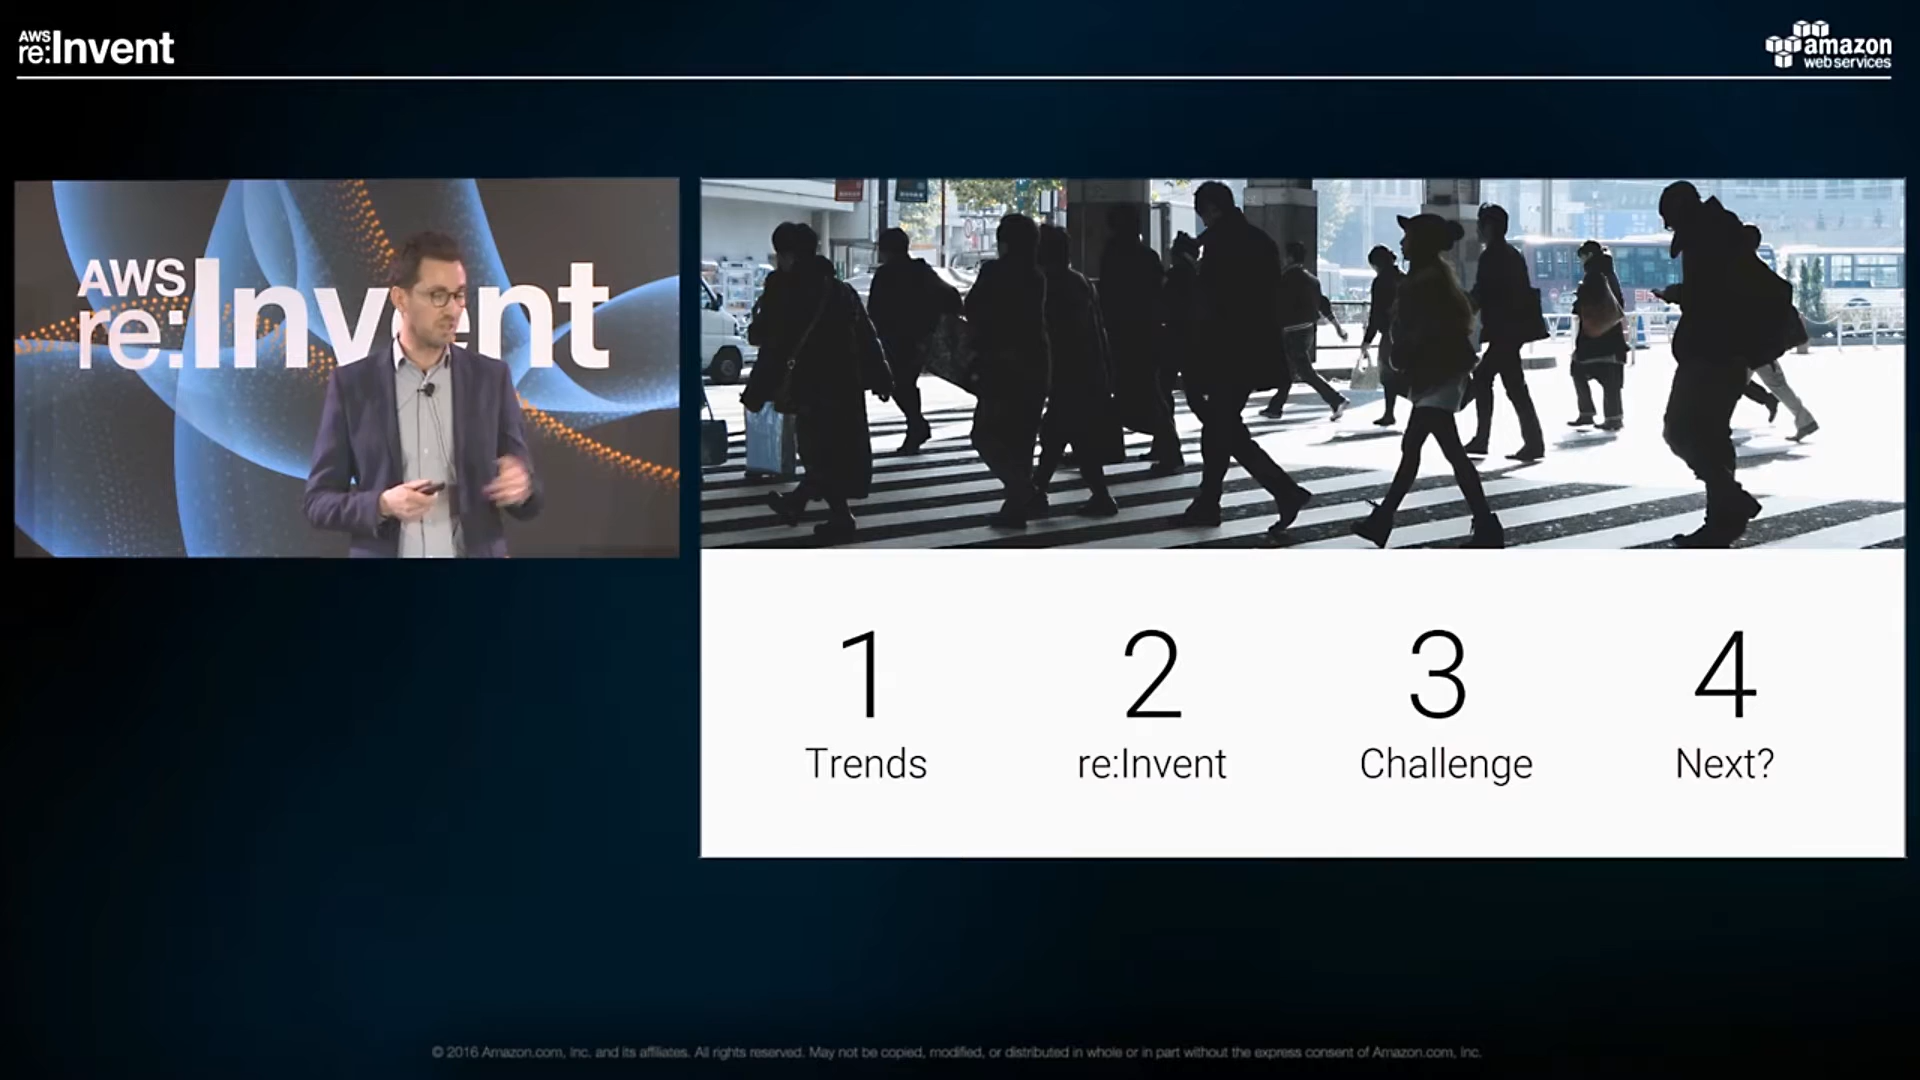 AWS
re:Invent
amazon
web services
AWS
re:Invent
1
2
3
4
Trends
re:Invent
Challenge
Next?
© 2016 Amazon.com, Inc. and its affiliates. All rights reserved. May not be copied, modified, or distributed in whole or in part without the express consent of Amazon.com, Inc.